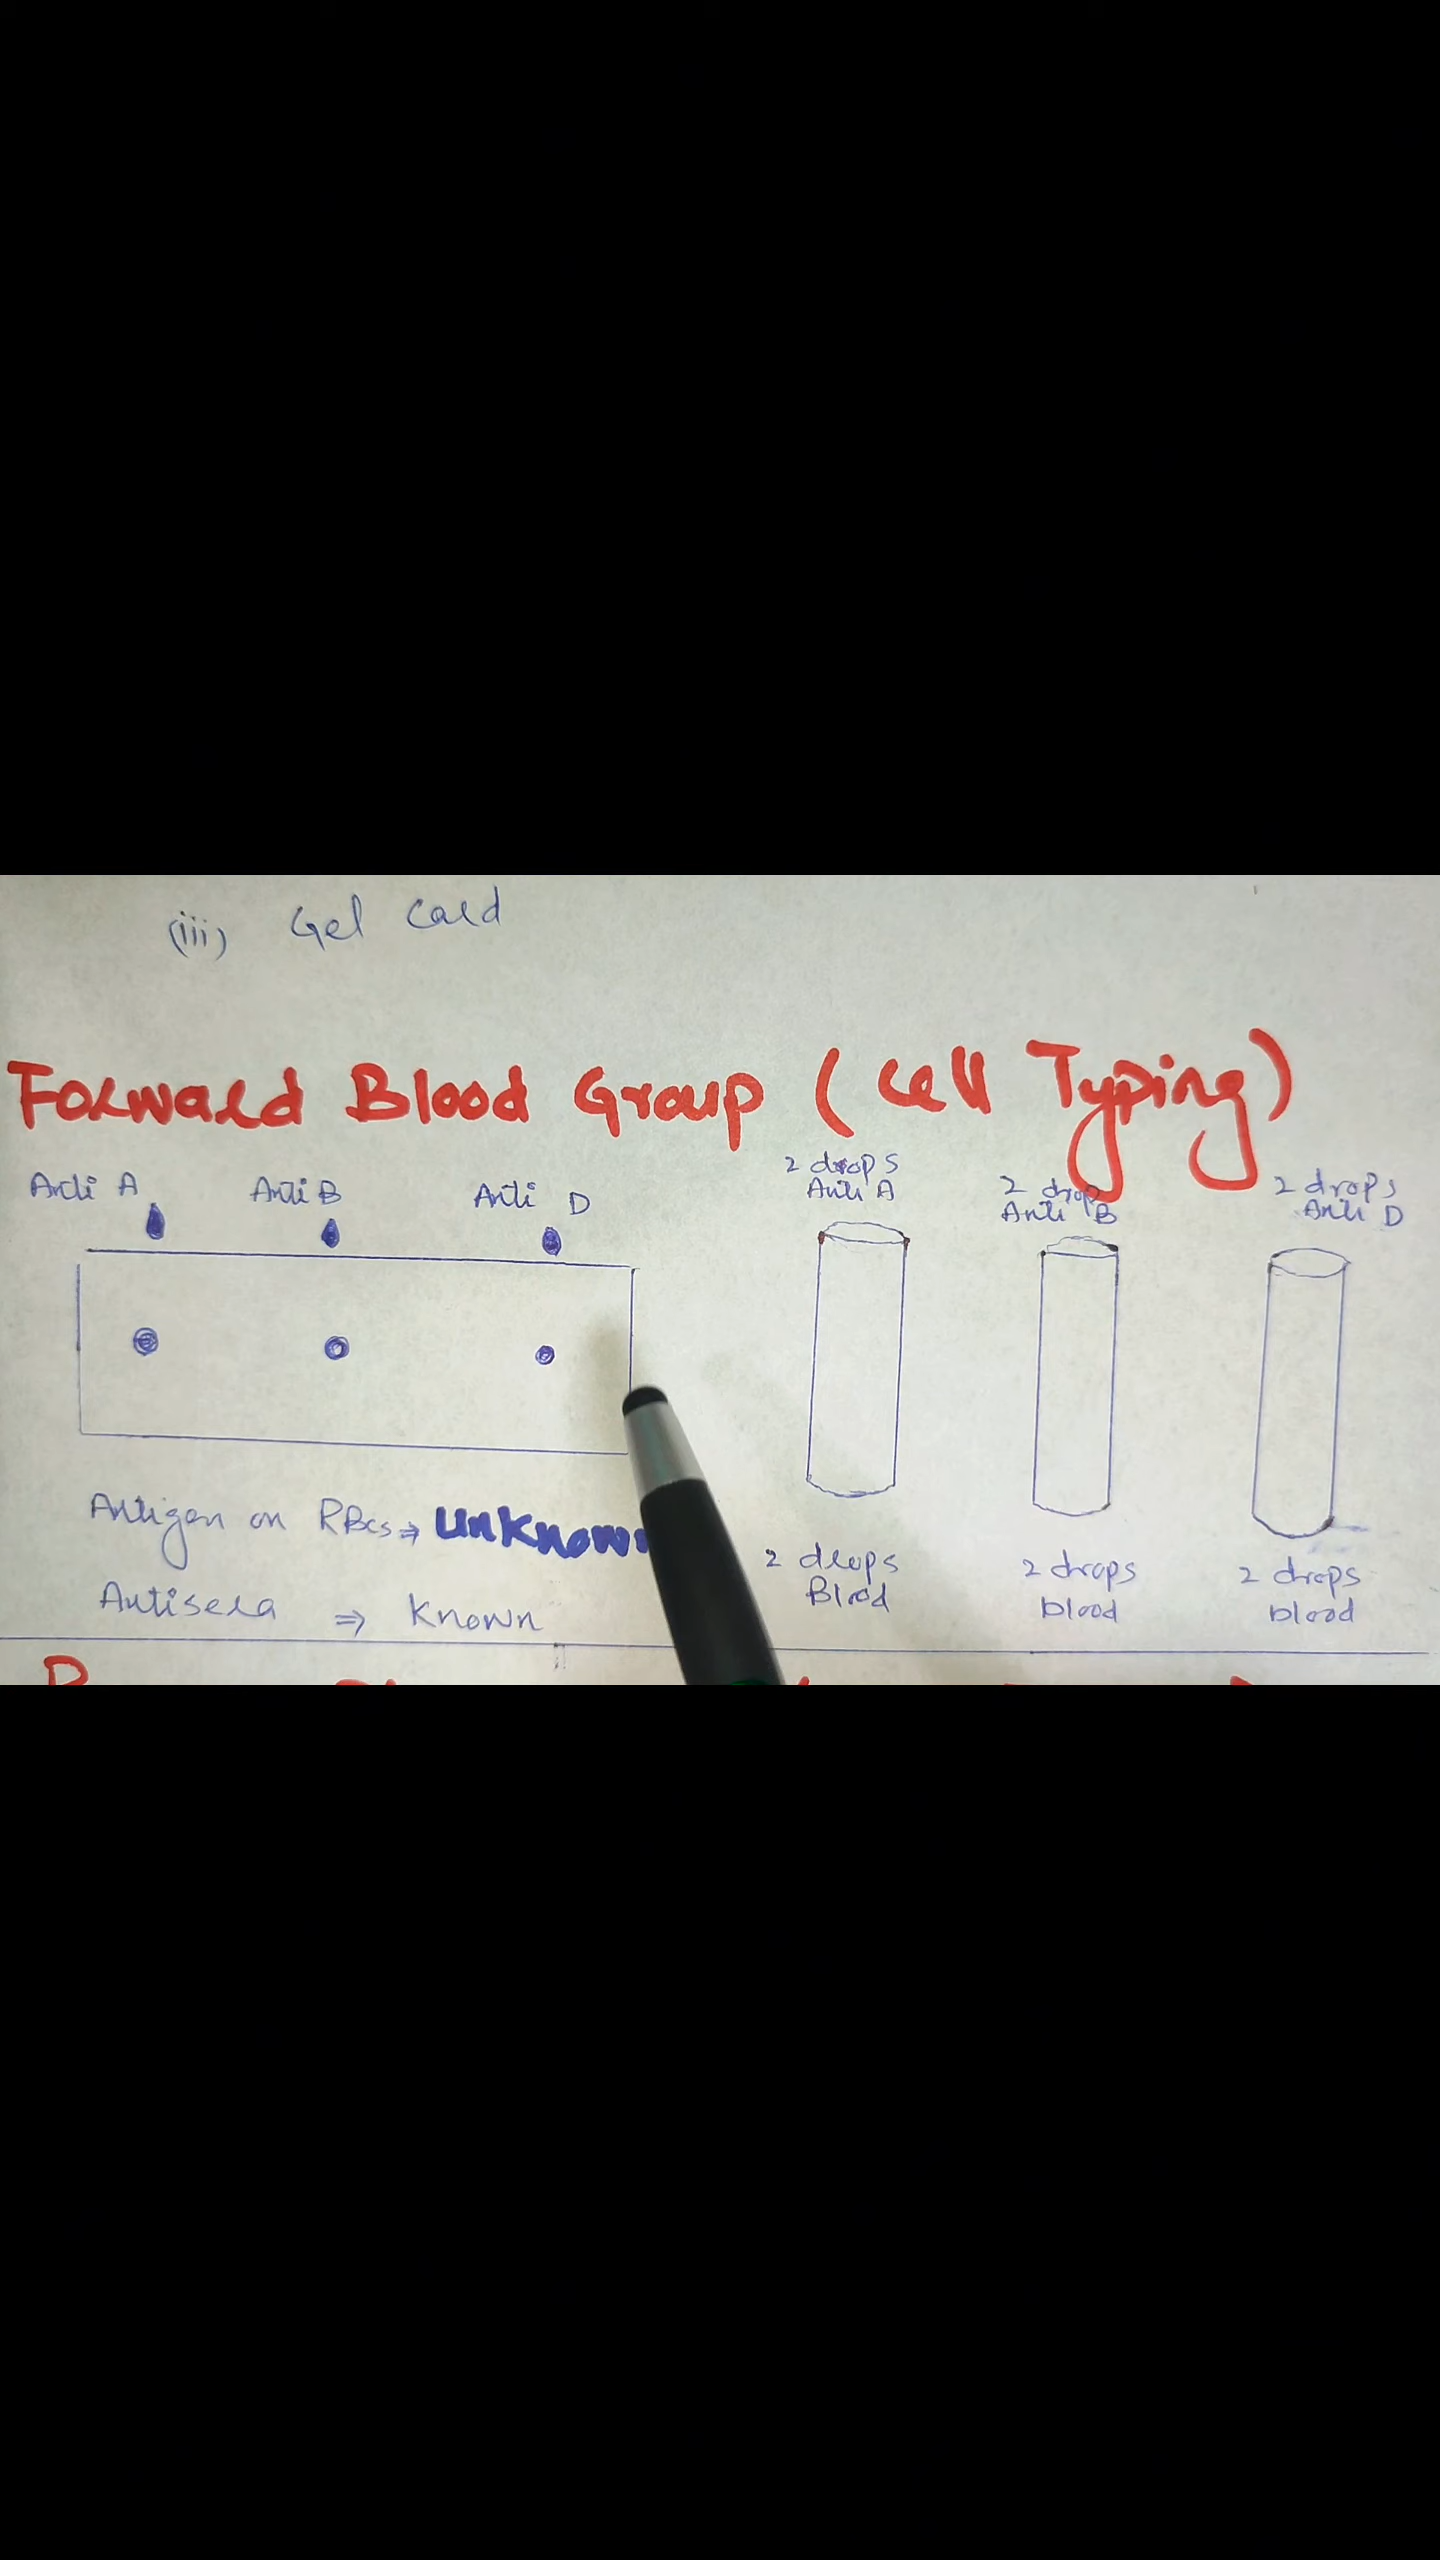 (iii) Gel Card
Forward Blood Group (Cell Typing)
Anti A Anti B Anti D
2 drops Anti A
2 drop Anti B
2 drops Anti D
Antigen on RBCs ⇒ Unknown
Antisera ⇒ Known
2 drops Blood
2 drops blood
2 drops blood